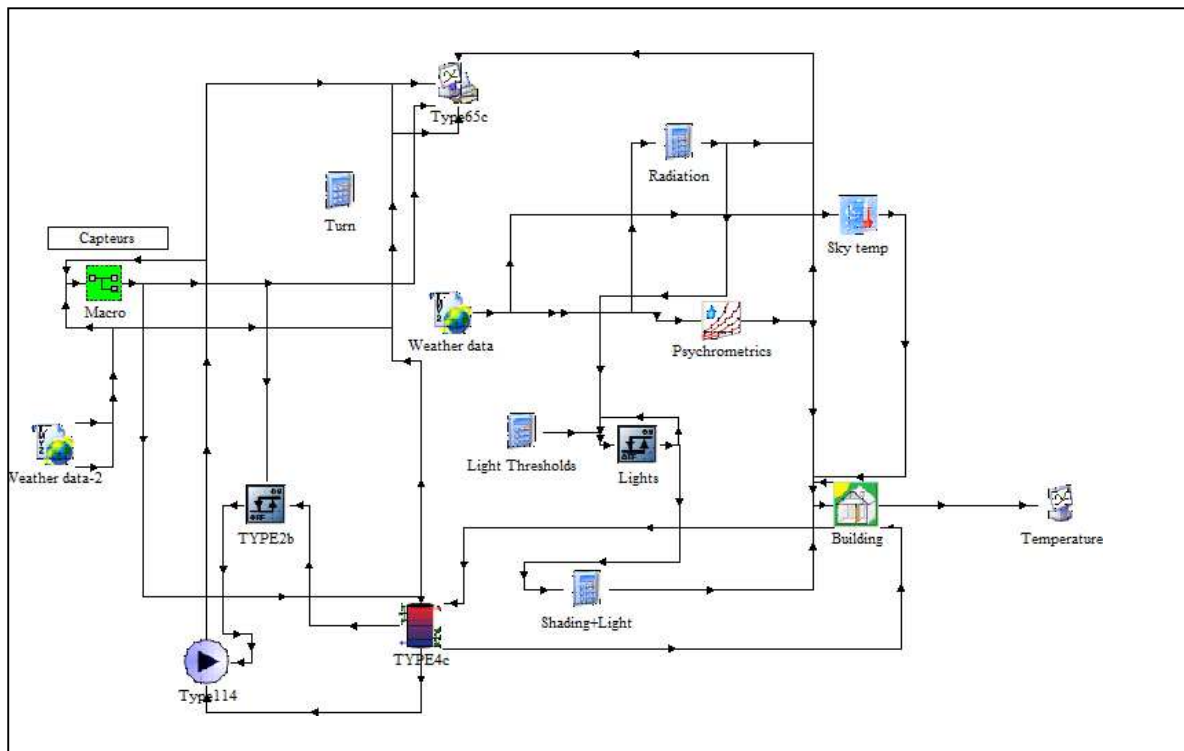 Type65c
Radiation
Turn
Capteurs
Sky temp
Macro
Weather data
Psychrometrics
Light Thresholds
Lights
Weather data-2
TYPE2b
Building
Temperature
Shading+Light
TYPE4c
Type114